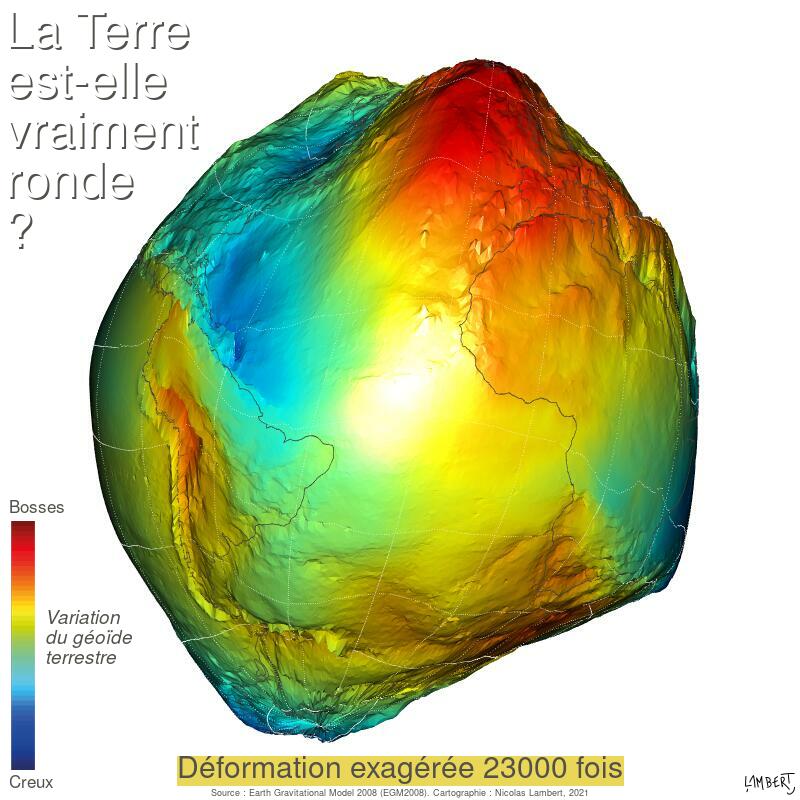 La Terre
est-elle
vraiment
ronde
?
Bosses
Variation
du géoïde
terrestre
Creux
Déformation exagérée 23000 fois
Source : Earth Gravitational Model 2008 (EGM2008). Cartographie : Nicolas Lambert, 2021
LAMBERT